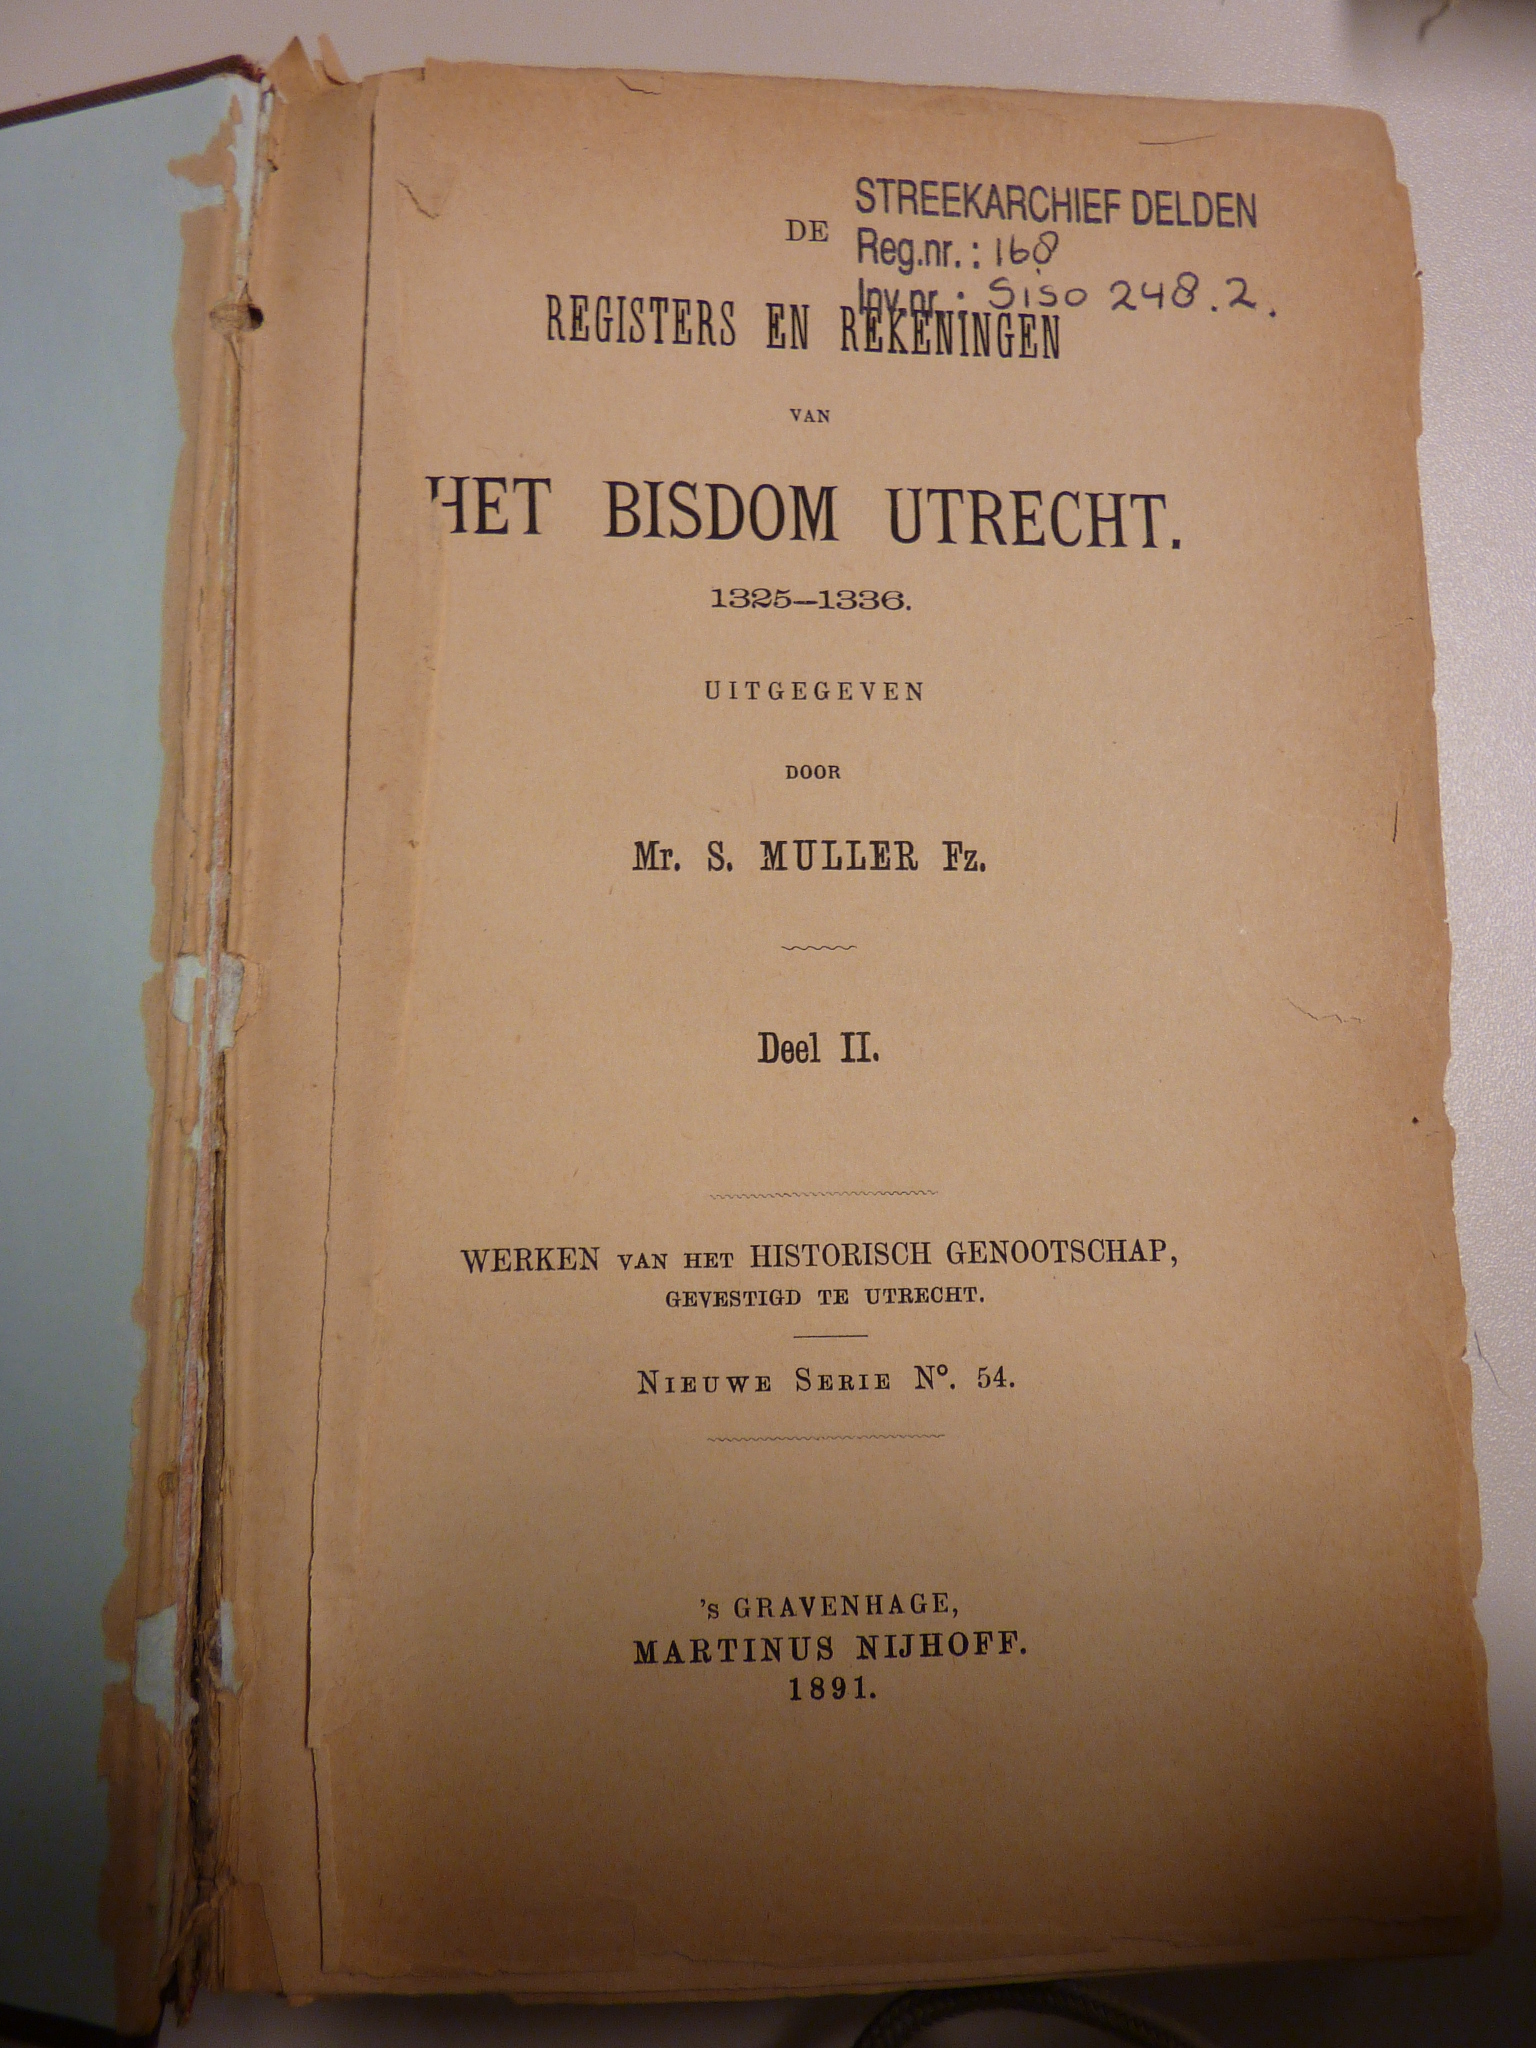 STREEKARCHIEF DELDEN
DE
Reg.nr. : 168
Inv.nr. : Siso 248.2.
REGISTERS EN REKENINGEN
VAN
HET BISDOM UTRECHT.
1325—1336.
UITGEGEVEN
DOOR
Mr. S. MULLER Fz.
Deel II.
WERKEN VAN HET HISTORISCH GENOOTSCHAP,
GEVESTIGD TE UTRECHT.
NIEUWE SERIE No. 54.
's GRAVENHAGE,
MARTINUS NIJHOFF.
1891.